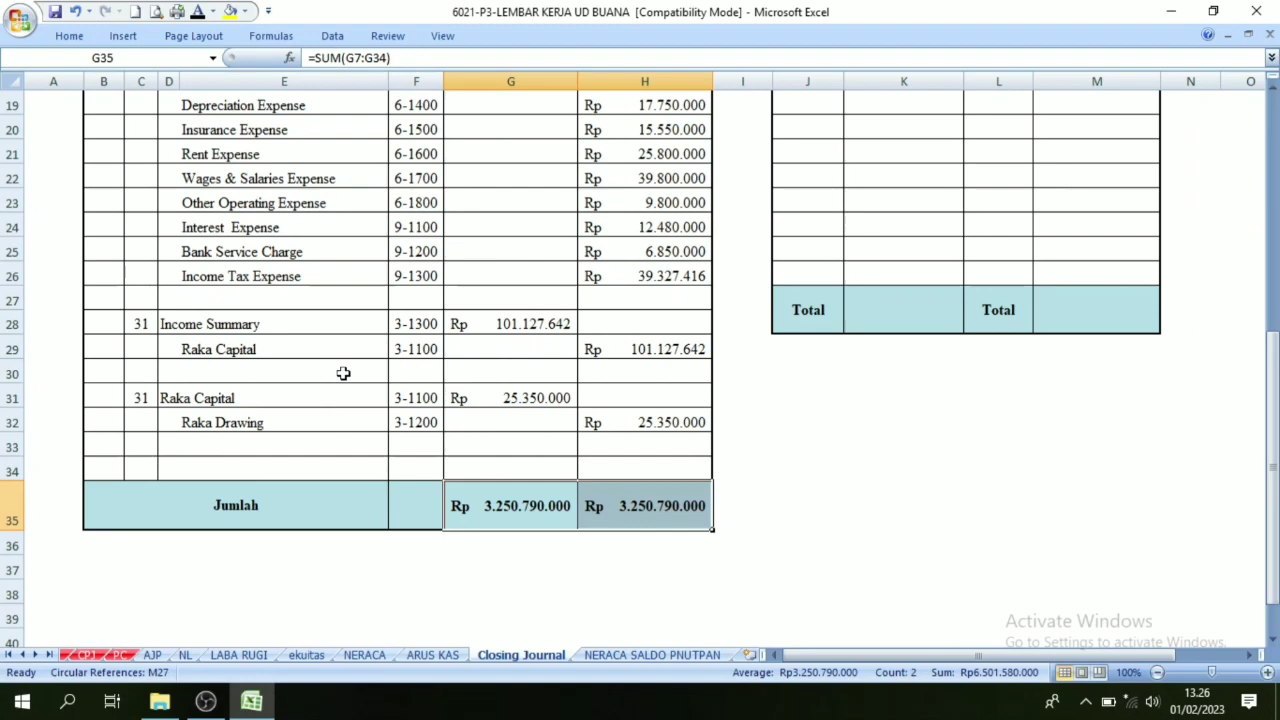 6021-P3-LEMBAR KERJA UD BUANA [Compatibility Mode] - Microsoft Excel
Home Insert Page Layout Formulas Data Review View
G35 fx =SUM(G7:G34)
A B C D E F G H I J K L M N O
19 Depreciation Expense 6-1400 Rp 17.750.000
20 Insurance Expense 6-1500 Rp 15.550.000
21 Rent Expense 6-1600 Rp 25.800.000
22 Wages & Salaries Expense 6-1700 Rp 39.800.000
23 Other Operating Expense 6-1800 Rp 9.800.000
24 Interest Expense 9-1100 Rp 12.480.000
25 Bank Service Charge 9-1200 Rp 6.850.000
26 Income Tax Expense 9-1300 Rp 39.327.416
27
Total Total
28 31 Income Summary 3-1300 Rp 101.127.642
29 Raka Capital 3-1100 Rp 101.127.642
30
31 31 Raka Capital 3-1100 Rp 25.350.000
32 Raka Drawing 3-1200 Rp 25.350.000
33
34
35 Jumlah Rp 3.250.790.000 Rp 3.250.790.000
36
37
38
39
40
Activate Windows
Go to Settings to activate Windows.
CPJ PC AJP NL LABA RUGI ekuitas NERACA ARUS KAS Closing Journal NERACA SALDO PNUTPAN
Ready Circular References: M27 Average: Rp3.250.790.000 Count: 2 Sum: Rp6.501.580.000 100%
13.26
01/02/2023